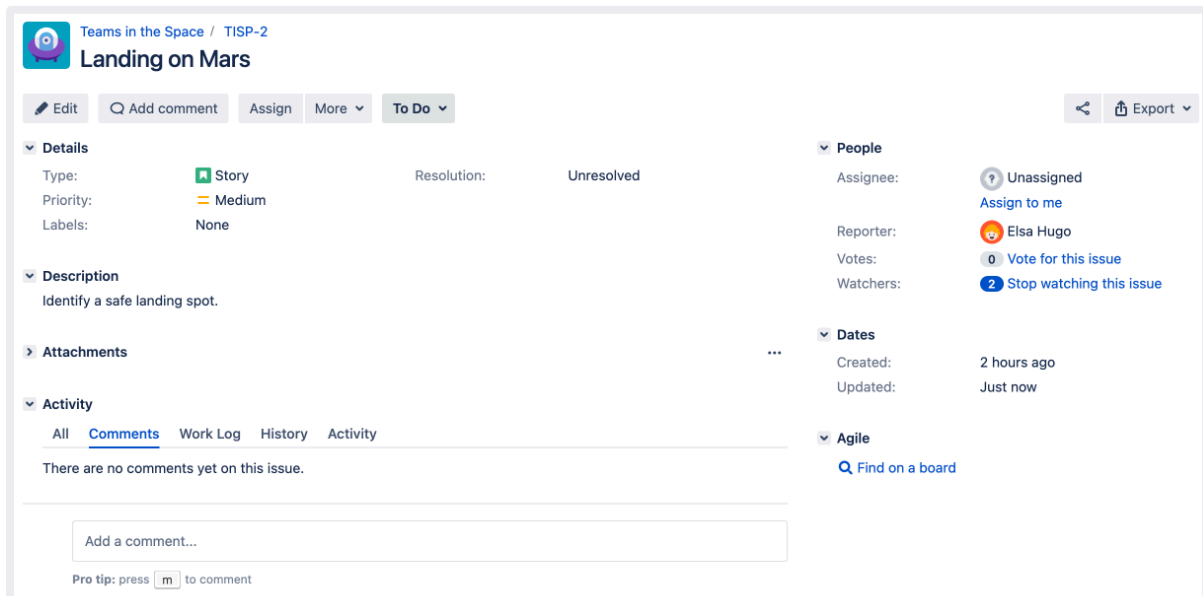 Teams in the Space / TISP-2
Landing on Mars
Edit Add comment Assign More To Do Export
Details
Type: Story Resolution: Unresolved
Priority: Medium
Labels: None
Description
Identify a safe landing spot.
Attachments
Activity
All Comments Work Log History Activity
There are no comments yet on this issue.
Add a comment...
Pro tip: press m to comment
People
Assignee: ? Unassigned
Assign to me
Reporter: Elsa Hugo
Votes: 0 Vote for this issue
Watchers: 2 Stop watching this issue
Dates
Created: 2 hours ago
Updated: Just now
Agile
Find on a board